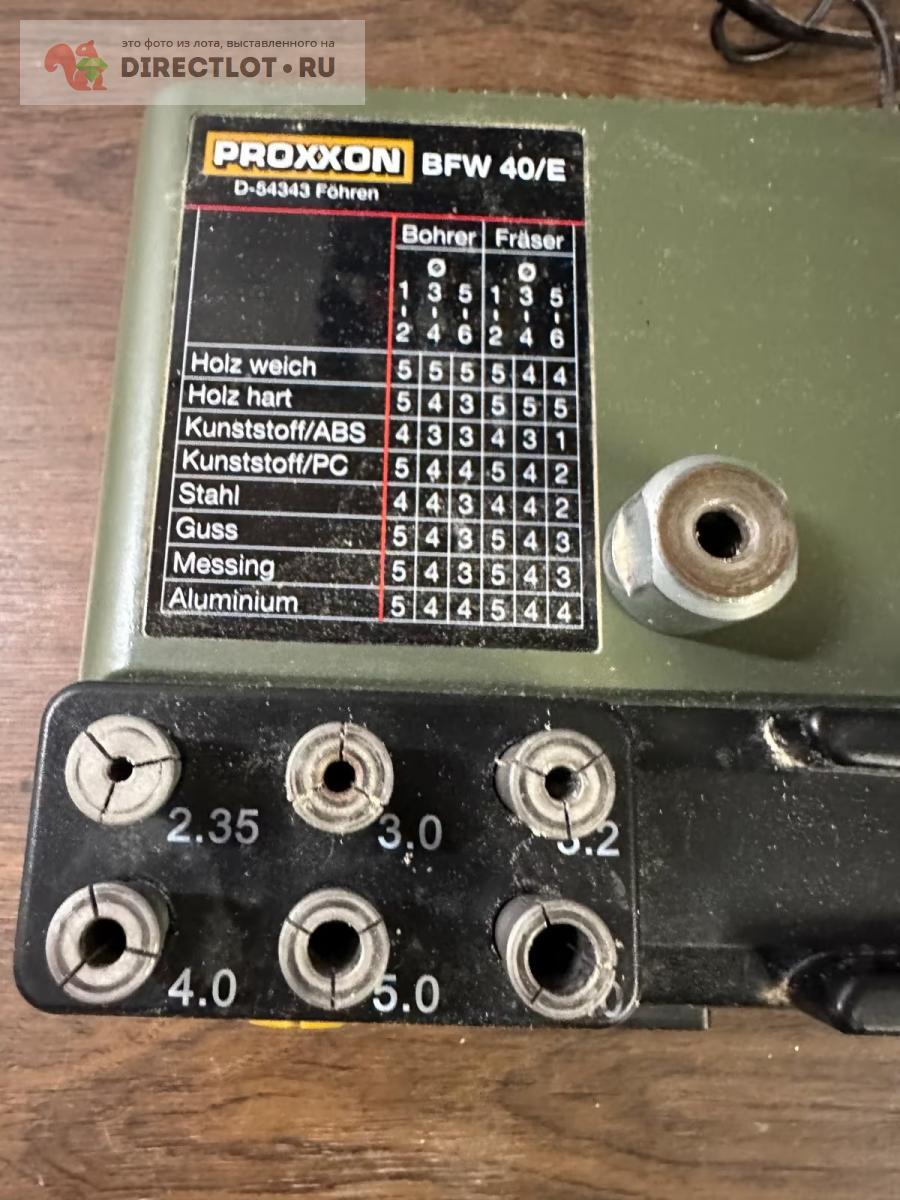 это фото из лота, выставленного на
DIRECTLOT•RU
PROXXON BFW 40/E
D-54343 Föhren
Bohrer Fräser
Ø Ø
1 3 5 1 3 5
- - - - - -
2 4 6 2 4 6
Holz weich 5 5 5 5 4 4
Holz hart 5 4 3 5 5 5
Kunststoff/ABS 4 3 3 4 3 1
Kunststoff/PC 5 4 4 5 4 2
Stahl 4 4 3 4 4 2
Guss 5 4 3 5 4 3
Messing 5 4 3 5 4 3
Aluminium 5 4 4 5 4 4
2.35 3.0 3.2
4.0 5.0